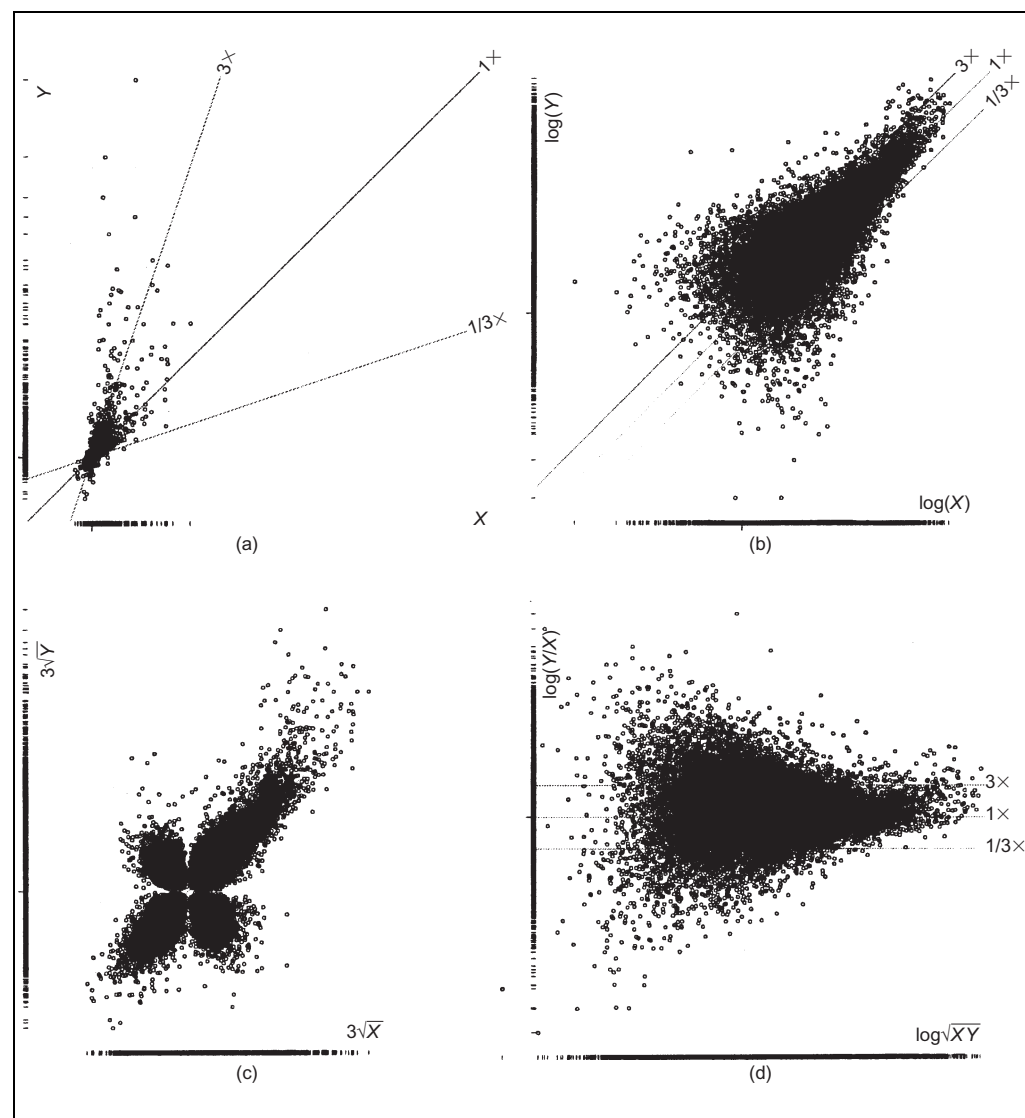 Y
3×
1×
1/3×
X
(a)
log(Y)
3×
1×
1/3×
log(X)
(b)
3√Y
3√X
(c)
log(Y/X)
3×
1×
1/3×
log√XY
(d)